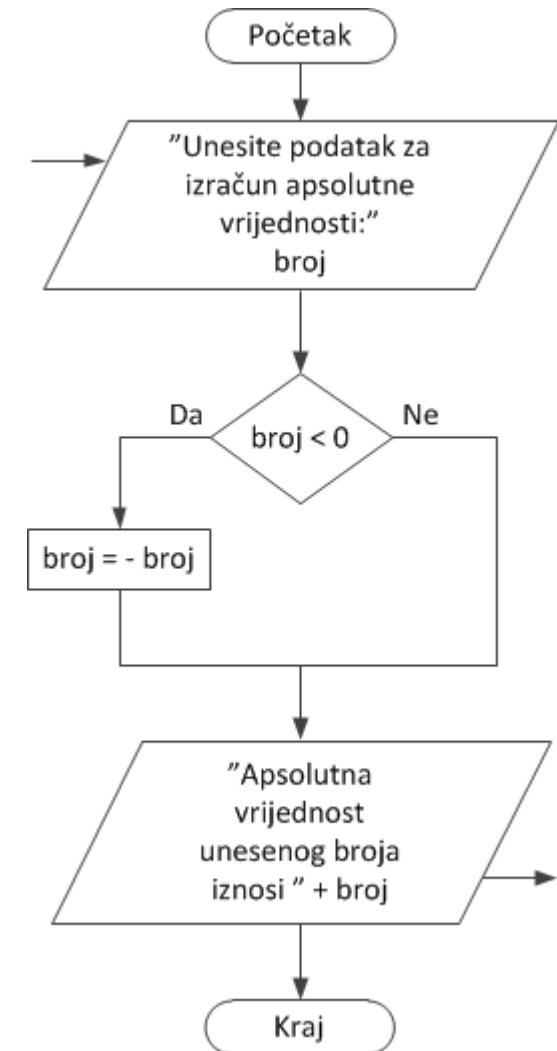 Početak
”Unesite podatak za
izračun apsolutne
vrijednosti:”
broj
Da
Ne
broj < 0
broj = - broj
”Apsolutna
vrijednost
unesenog broja
iznosi ” + broj
Kraj